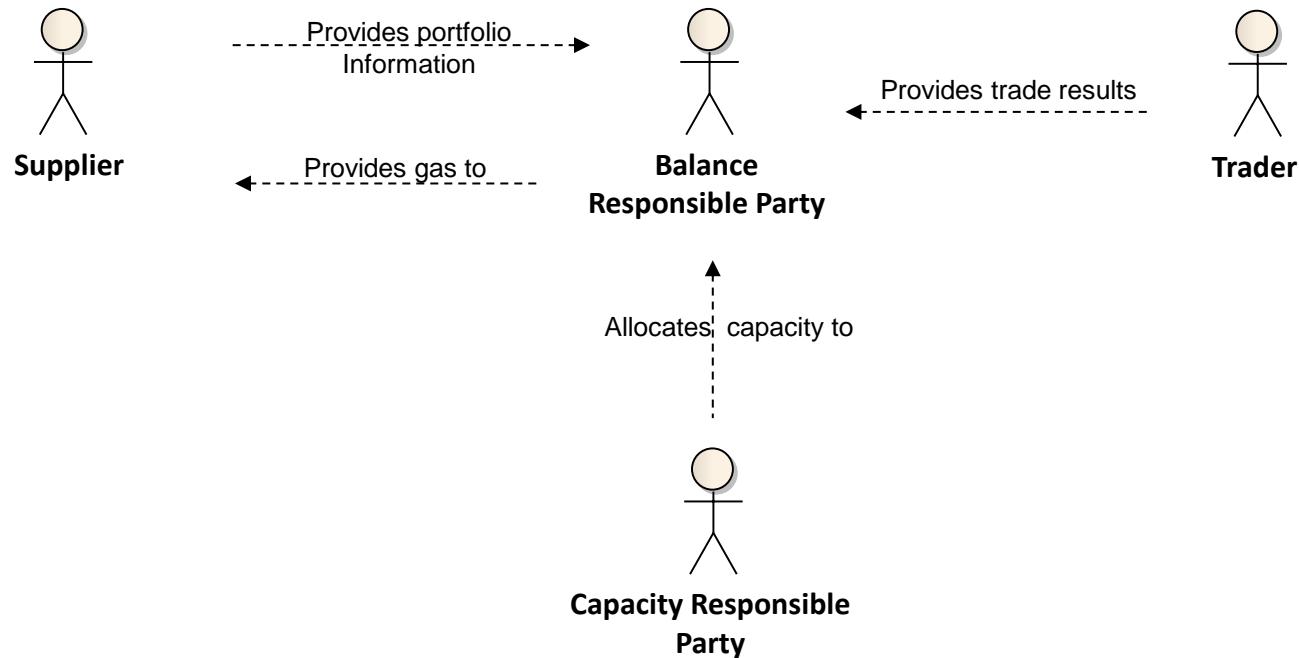 Provides portfolio
Information
Provides trade results
Supplier
Provides gas to
Balance
Responsible Party
Trader
Allocates capacity to
Capacity Responsible
Party